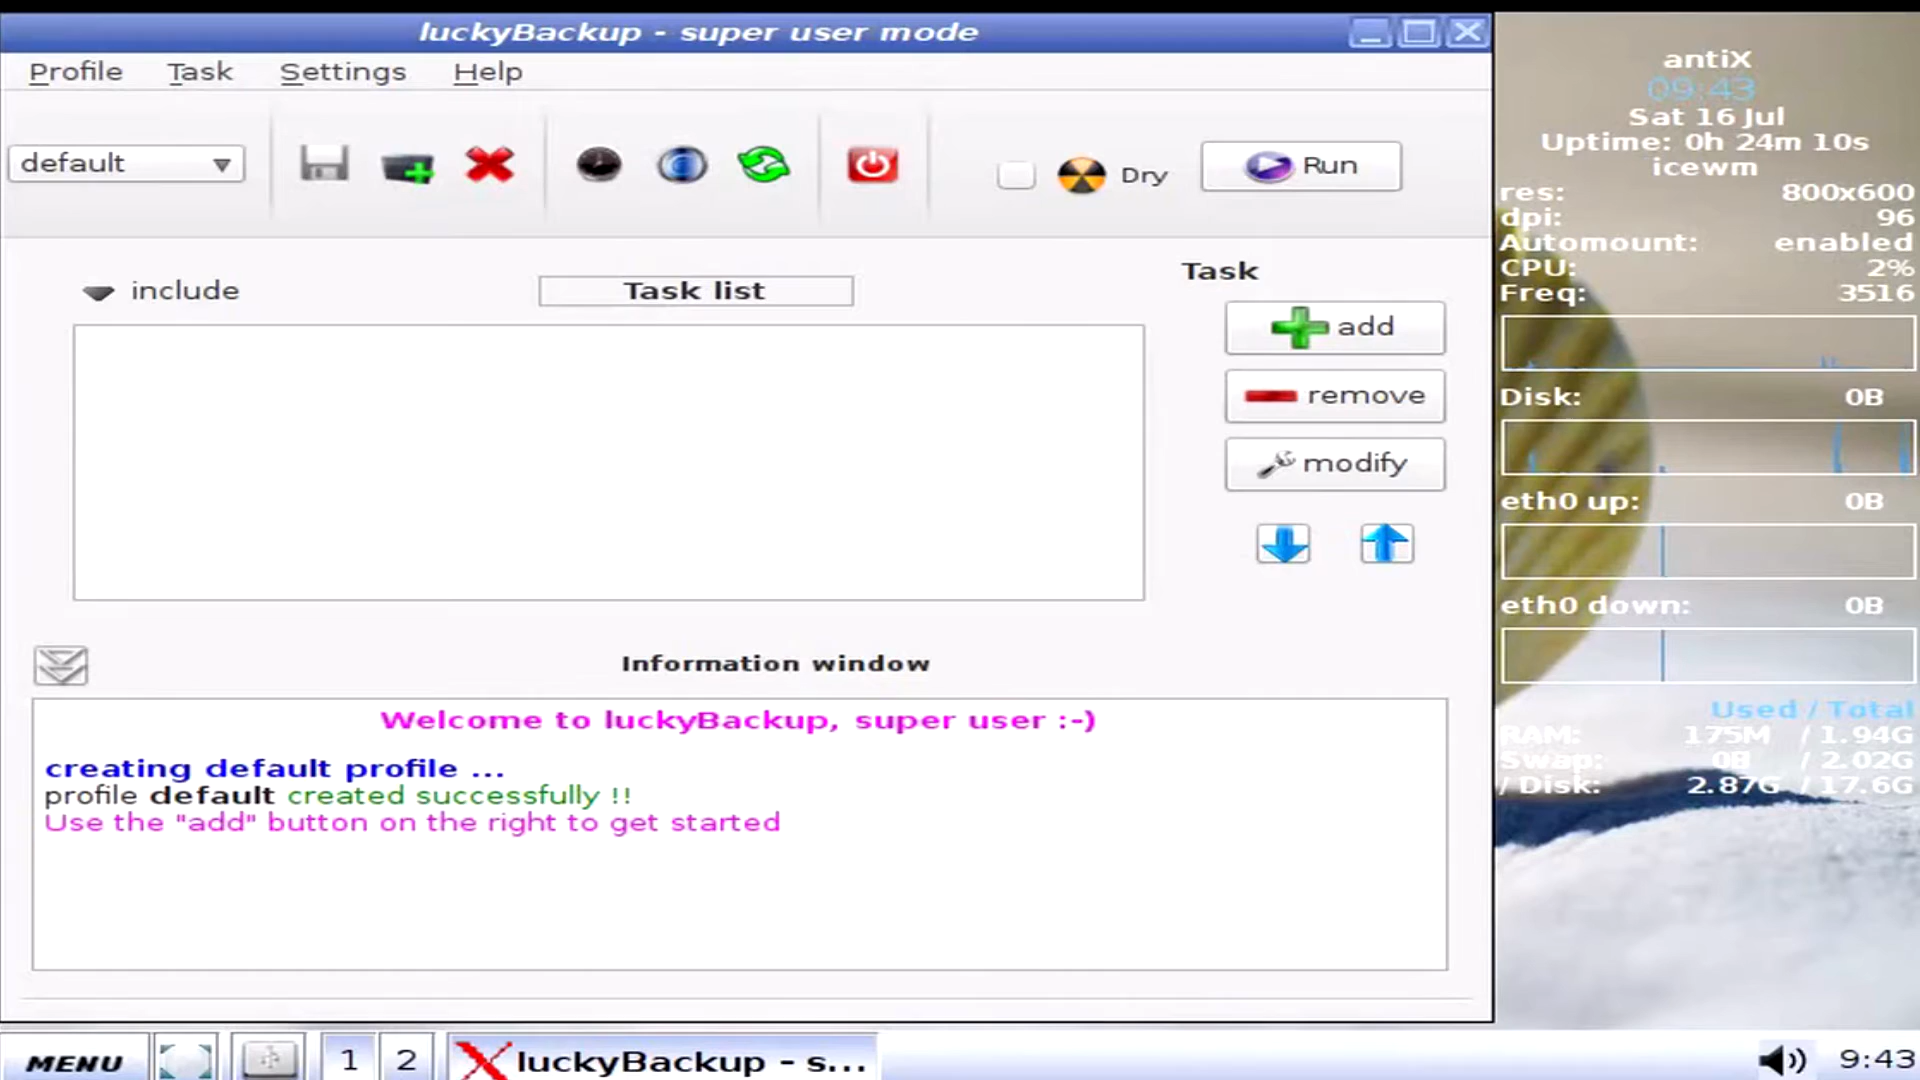 luckyBackup - super user mode
Profile Task Settings Help
default
Dry
Run
include
Task list
Task
add
remove
modify
Information window
Welcome to luckyBackup, super user :-)
creating default profile ...
profile default created successfully !!
Use the "add" button on the right to get started
antiX
09:43
Sat 16 Jul
Uptime: 0h 24m 10s
icewm
res: 800x600
dpi: 96
Automount: enabled
CPU: 2%
Freq: 3516
Disk: 0B
eth0 up: 0B
eth0 down: 0B
Used / Total
RAM: 175M / 1.94G
Swap: 0B / 2.02G
/ Disk: 2.87G / 17.6G
MENU 1 2 luckyBackup - s... 9:43